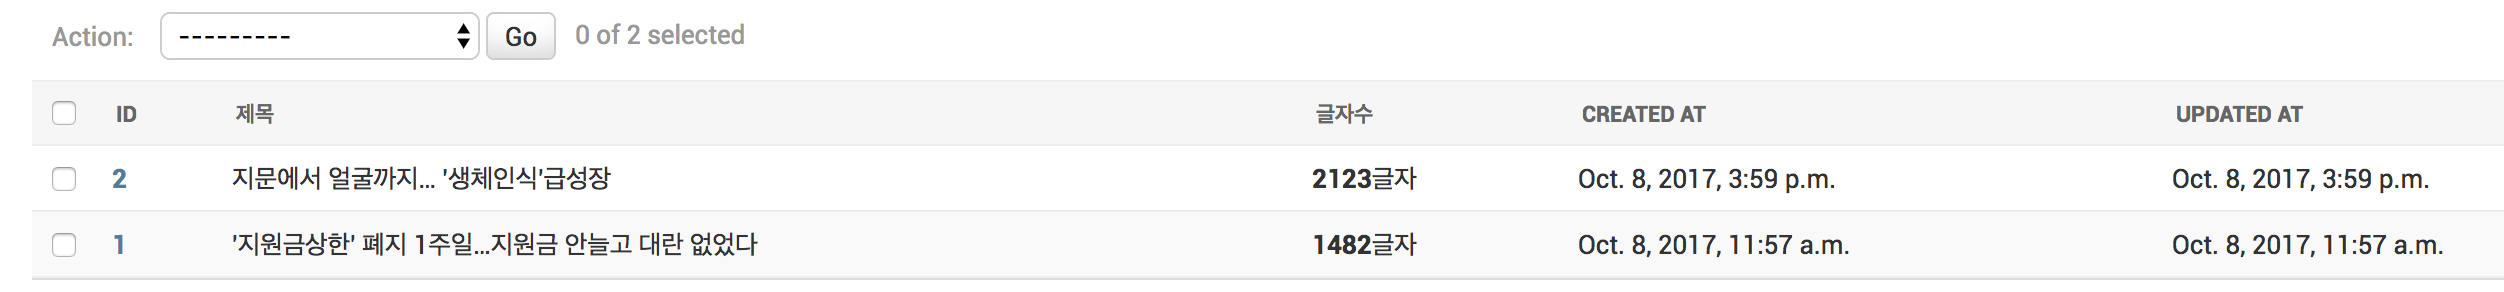 Action: --------- Go 0 of 2 selected
ID 제목 글자수 CREATED AT UPDATED AT
2 지문에서 얼굴까지... '생체인식'급성장 2123글자 Oct. 8, 2017, 3:59 p.m. Oct. 8, 2017, 3:59 p.m.
1 '지원금상한' 폐지 1주일...지원금 안늘고 대란 없었다 1482글자 Oct. 8, 2017, 11:57 a.m. Oct. 8, 2017, 11:57 a.m.